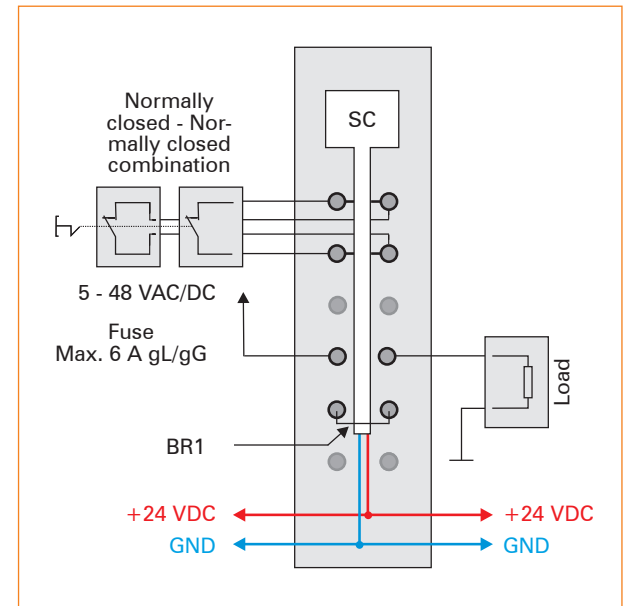 Normally
closed - Nor-
mally closed
combination
SC
5 - 48 VAC/DC
Fuse
Max. 6 A gL/gG
Load
BR1
+24 VDC
+24 VDC
GND
GND